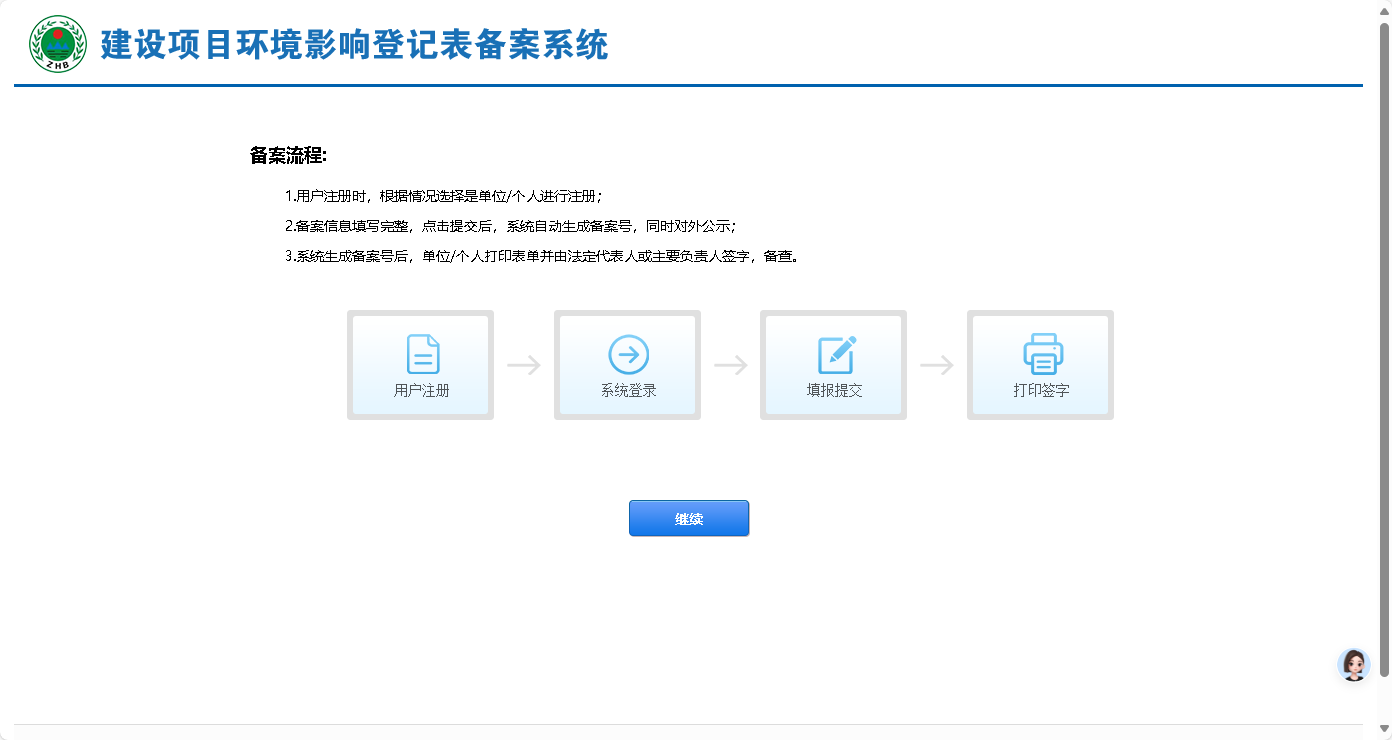 ZHB
建设项目环境影响登记表备案系统
备案流程:
1.用户注册时，根据情况选择是单位/个人进行注册；
2.备案信息填写完整，点击提交后，系统自动生成备案号，同时对外公示；
3.系统生成备案号后，单位/个人打印表单并由法定代表人或主要负责人签字，备查。
用户注册
系统登录
填报提交
打印签字
继续